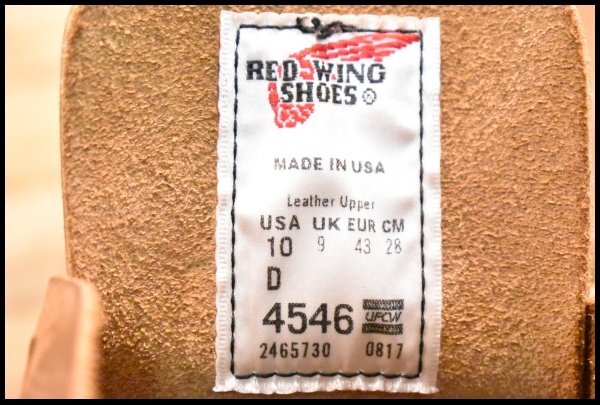 RED WING
SHOES®
MADE IN USA
Leather Upper
USA UK EUR CM
10 9 43 28
D
4546 UFCW
2465730 0817